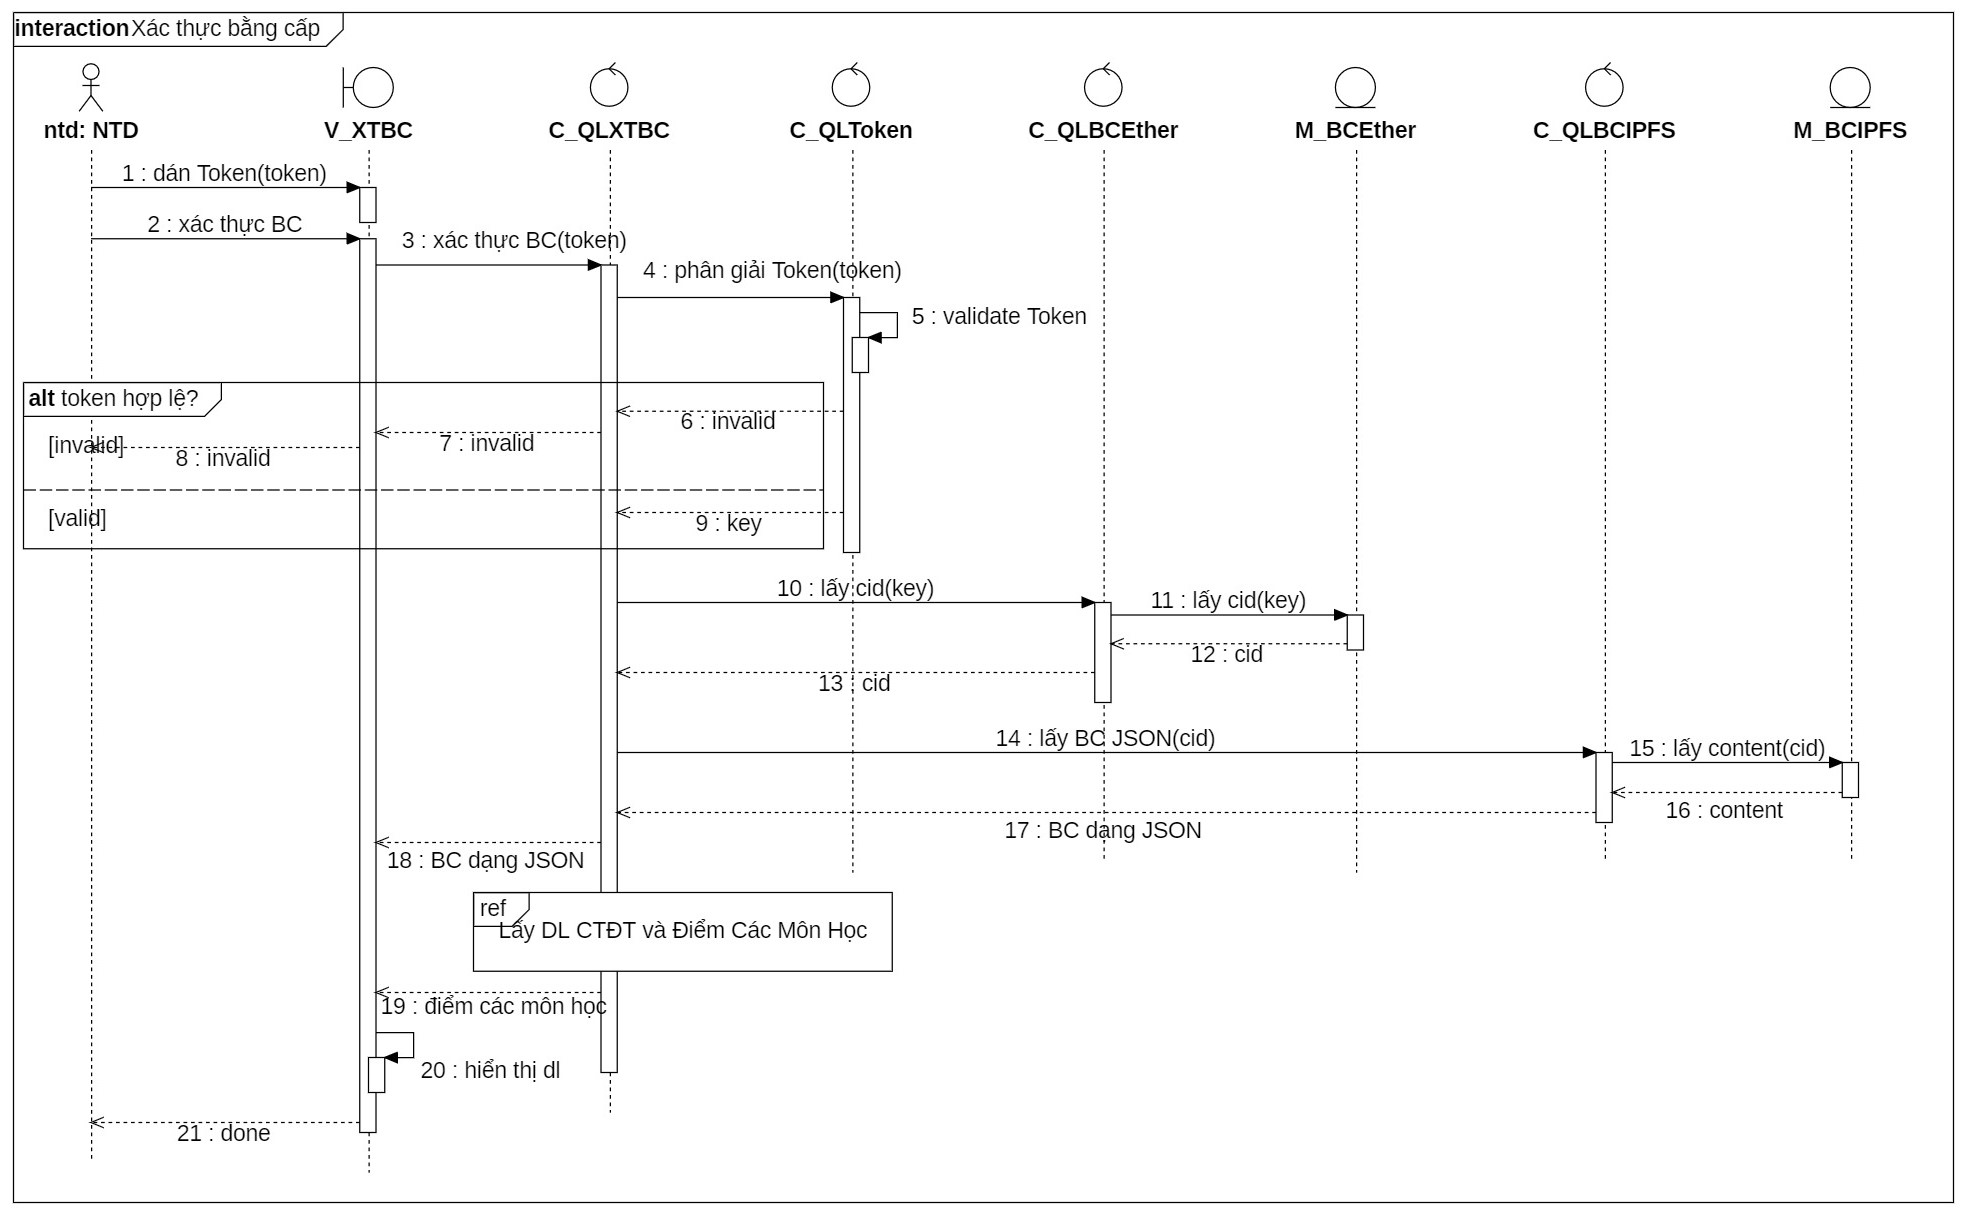 interaction Xác thực bằng cấp
ntd: NTD
V_XTBC
C_QLXTBC
C_QLToken
C_QLBCEther
M_BCEther
C_QLBCIPFS
M_BCIPFS
1 : dán Token(token)
2 : xác thực BC
3 : xác thực BC(token)
4 : phân giải Token(token)
5 : validate Token
alt token hợp lệ?
[invalid]
6 : invalid
7 : invalid
8 : invalid
[valid]
9 : key
10 : lấy cid(key)
11 : lấy cid(key)
12 : cid
13 : cid
14 : lấy BC JSON(cid)
15 : lấy content(cid)
16 : content
17 : BC dạng JSON
18 : BC dạng JSON
ref
Lấy DL CTĐT và Điểm Các Môn Học
19 : điểm các môn học
20 : hiển thị dl
21 : done